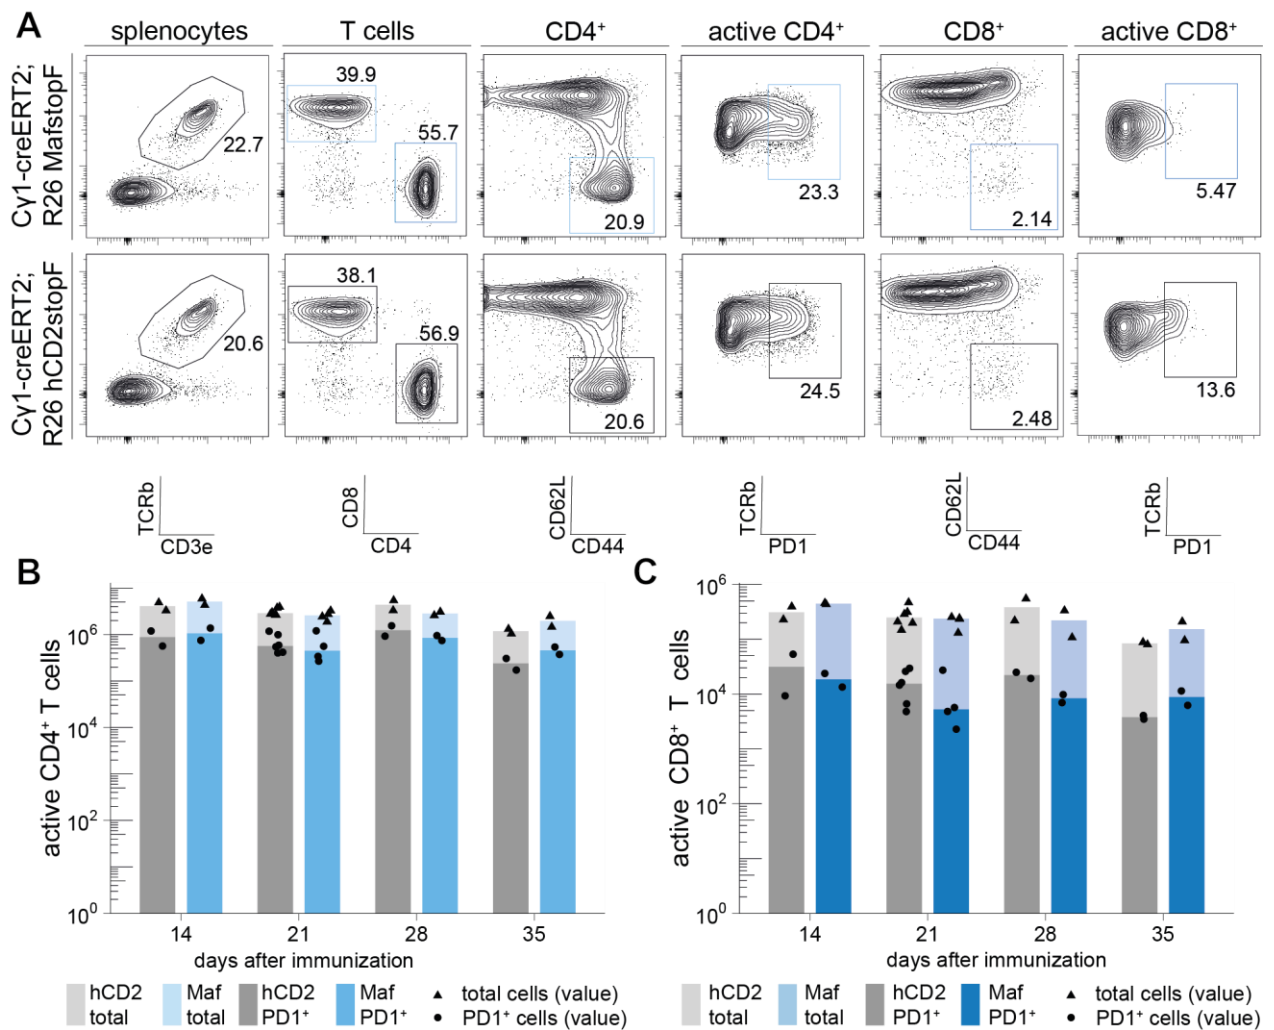 A
splenocytes
T cells
CD4⁺
active CD4⁺
CD8⁺
active CD8⁺
Cγ1-creERT2;
R26 MafstopF
22.7
39.9
55.7
20.9
23.3
2.14
5.47
Cγ1-creERT2;
R26 hCD2stopF
20.6
38.1
56.9
20.6
24.5
2.48
13.6
TCRb
CD3e
CD8
CD4
CD62L
CD44
TCRb
PD1
CD62L
CD44
TCRb
PD1
B
active CD4⁺ T cells
10⁶
10⁴
10²
10⁰
14
21
28
35
days after immunization
hCD2
total
Maf
total
hCD2
PD1⁺
Maf
PD1⁺
total cells (value)
PD1⁺ cells (value)
C
active CD8⁺ T cells
10⁶
10⁴
10²
10⁰
14
21
28
35
days after immunization
hCD2
total
Maf
total
hCD2
PD1⁺
Maf
PD1⁺
total cells (value)
PD1⁺ cells (value)